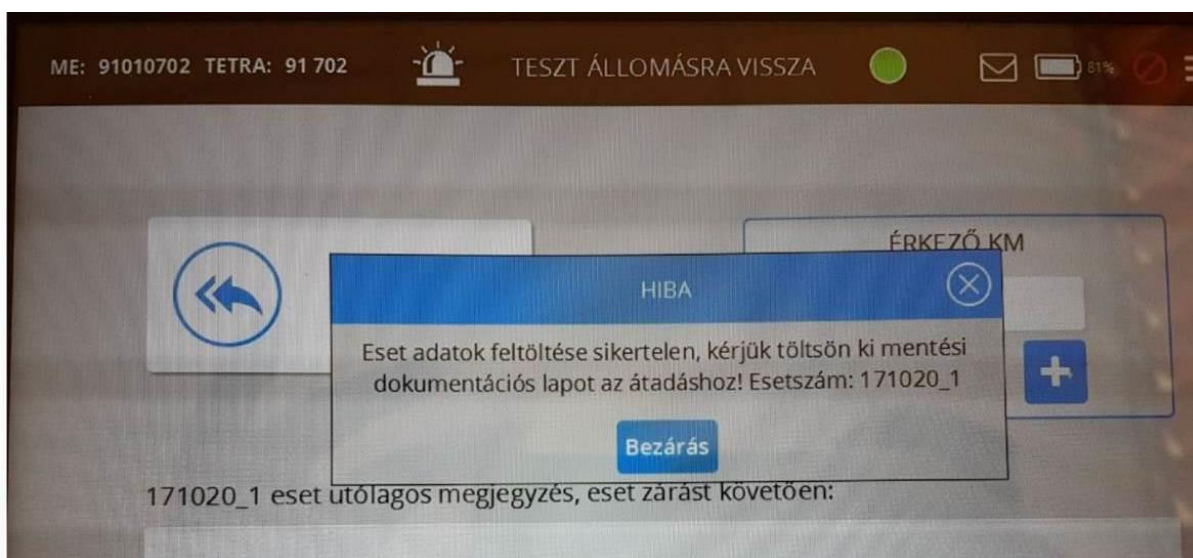 ME: 91010702 TETRA: 91 702
TESZT ÁLLOMÁSRA VISSZA
81%
ÉRKEZŐ KM
HIBA
Eset adatok feltöltése sikertelen, kérjük töltsön ki mentési
dokumentációs lapot az átadáshoz! Esetszám: 171020_1
Bezárás
171020_1 eset utólagos megjegyzés, eset zárást követően: